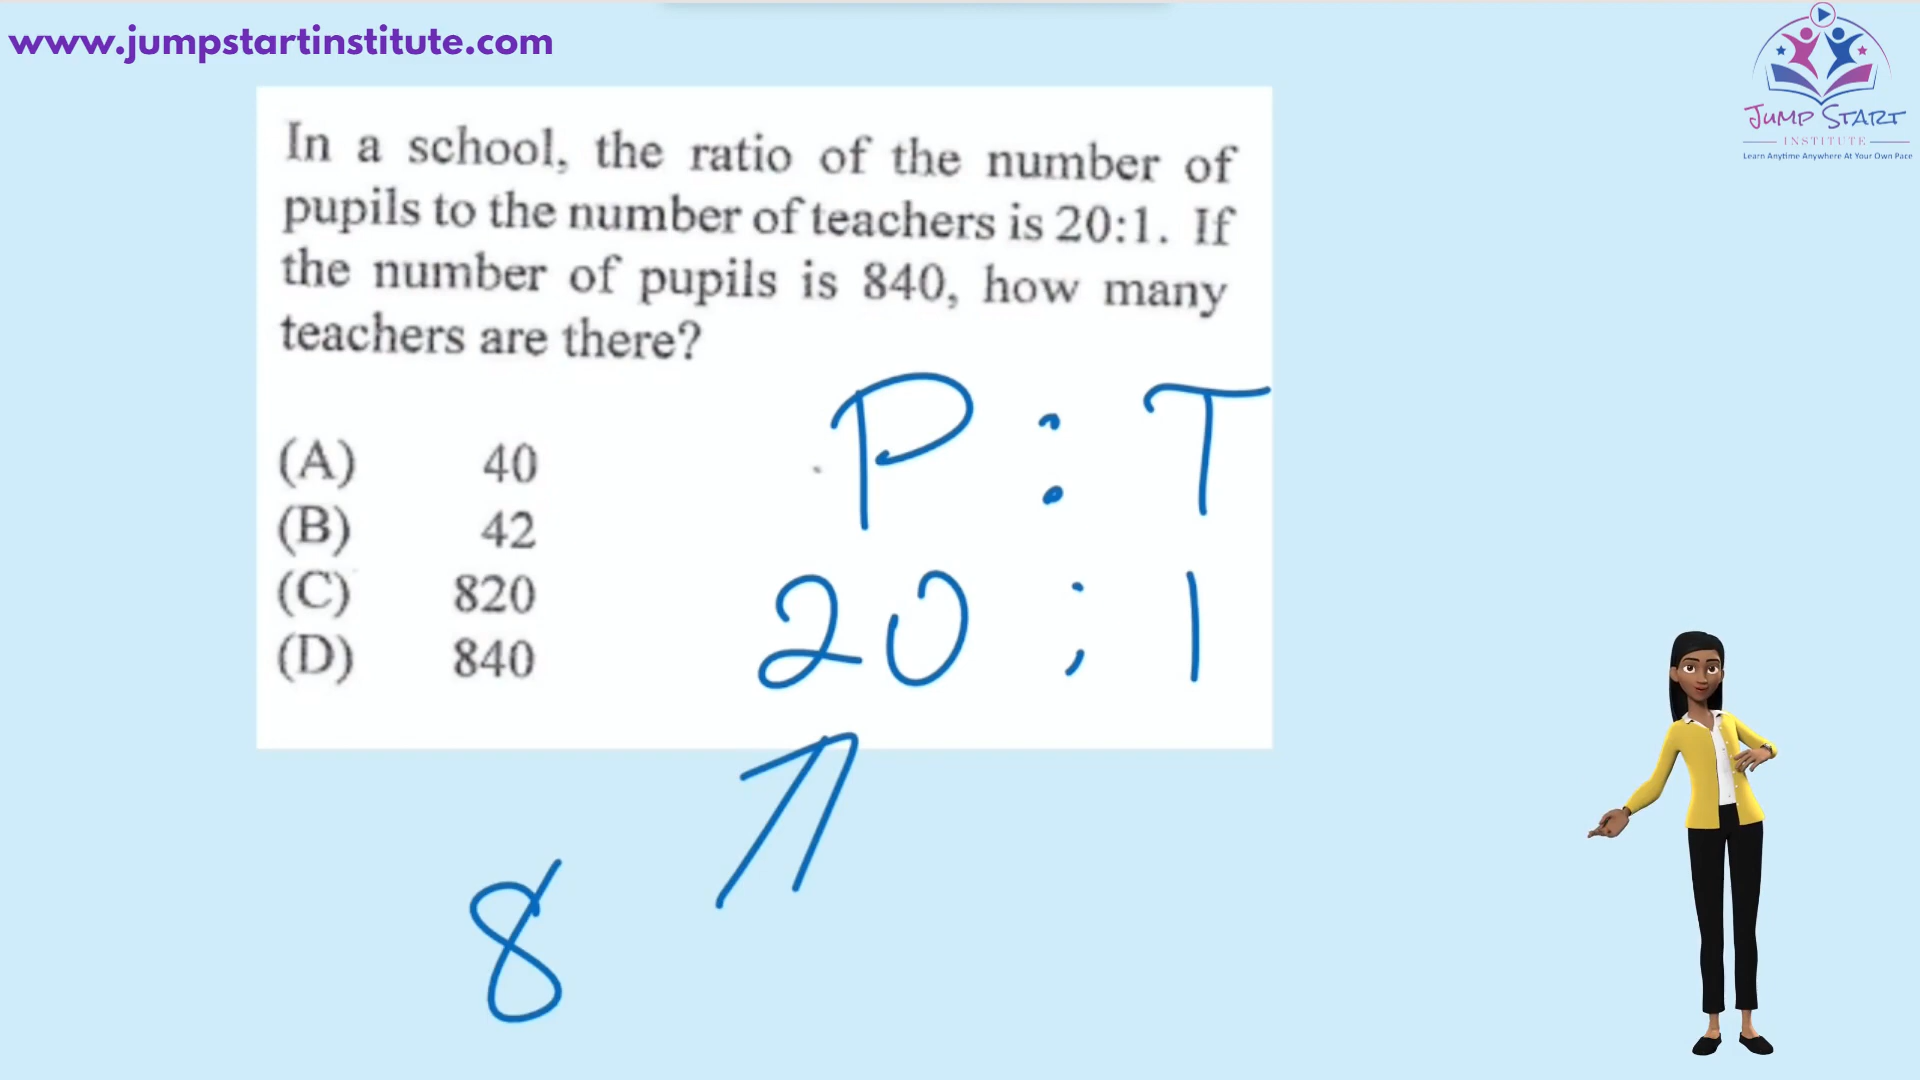 www.jumpstartinstitute.com
JUMP START
INSTITUTE
Learn Anytime Anywhere At Your Own Pace
In a school, the ratio of the number of
pupils to the number of teachers is 20:1. If
the number of pupils is 840, how many
teachers are there?
(A) 40
(B) 42
(C) 820
(D) 840
P : T
20 ; 1
8